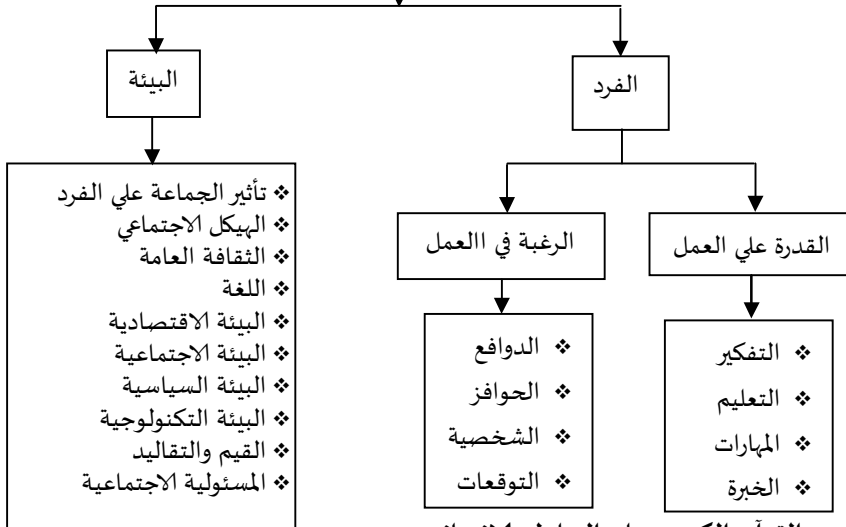 الفرد
البيئة
القدرة علي العمل
الرغبة في االعمل
❖ التفكير
❖ التعليم
❖ المهارات
❖ الخبرة
❖ الدوافع
❖ الحوافز
❖ الشخصية
❖ التوقعات
❖ تأثير الجماعة علي الفرد
❖ الهيكل الاجتماعي
❖ الثقافة العامة
❖ اللغة
❖ البيئة الاقتصادية
❖ البيئة الاجتماعية
❖ البيئة السياسية
❖ البيئة التكنولوجية
❖ القيم والتقاليد
❖ المسئولية الاجتماعية